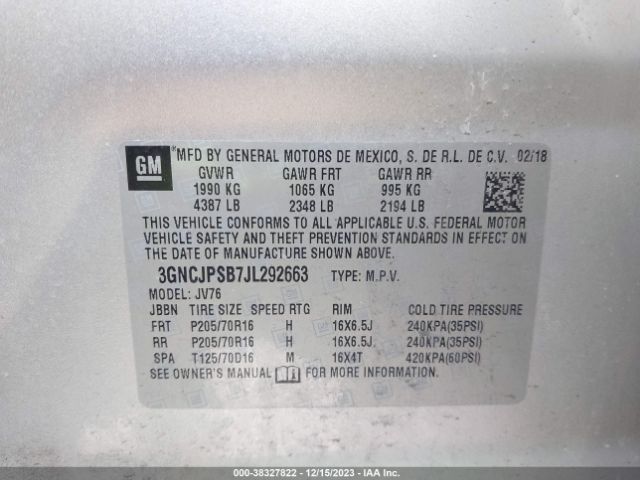 GM *MFD BY GENERAL MOTORS DE MEXICO, S. DE R.L. DE C.V. 02/18
GVWR GAWR FRT GAWR RR
1990 KG 1065 KG 995 KG
4387 LB 2348 LB 2194 LB
THIS VEHICLE CONFORMS TO ALL APPLICABLE U.S. FEDERAL MOTOR
VEHICLE SAFETY AND THEFT PREVENTION STANDARDS IN EFFECT ON THE
DATE OF MANUFACTURE SHOWN ABOVE.
3GNCJPSB7JL292663 TYPE: M.P.V.
MODEL: JV76
JBBN TIRE SIZE SPEED RTG RIM COLD TIRE PRESSURE
FRT P205/70R16 H 16X6.5J 240KPA(35PSI)
RR P205/70R16 H 16X6.5J 240KPA(35PSI)
SPA T125/70D16 M 16X4T 420KPA(60PSI)
SEE OWNER'S MANUAL FOR MORE INFORMATION.
000-38327822 - 12/15/2023 - IAA Inc.